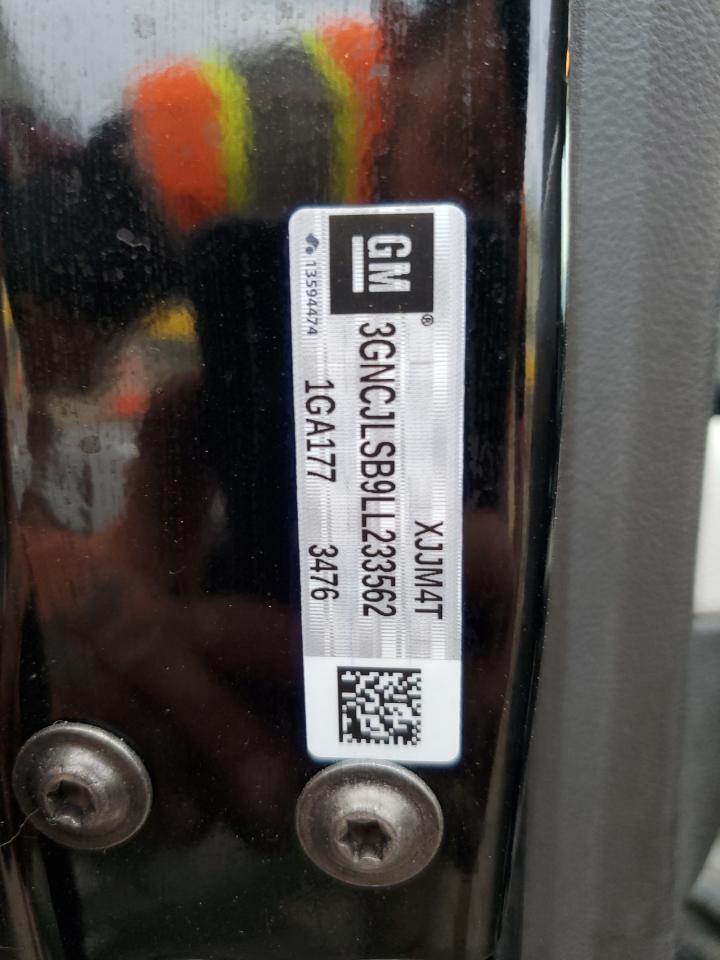 GM
®
XJJM4T
3GNCJLSB9LL233562
1GA177 3476
13594474